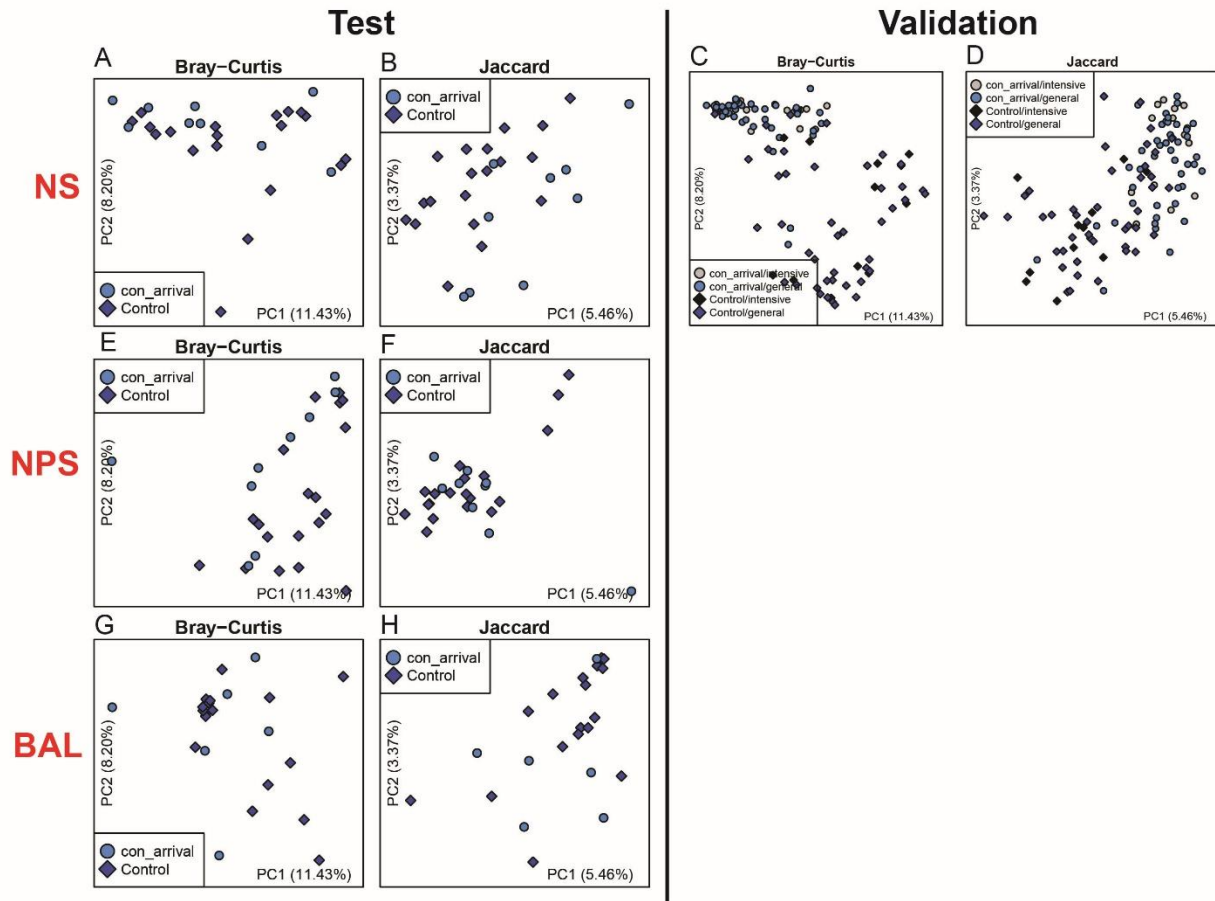 Test
Validation
A
Bray-Curtis
B
Jaccard
C
Bray-Curtis
D
Jaccard
NS
PC2 (8.20%)
con_arrival
Control
PC1 (11.43%)
con_arrival
Control
PC2 (3.37%)
PC1 (5.46%)
PC2 (8.20%)
con_arrival/intensive
con_arrival/general
Control/intensive
Control/general
PC1 (11.43%)
con_arrival/intensive
con_arrival/general
Control/intensive
Control/general
PC2 (3.37%)
PC1 (5.46%)
E
Bray-Curtis
F
Jaccard
NPS
con_arrival
Control
PC2 (8.20%)
PC1 (11.43%)
con_arrival
Control
PC2 (3.37%)
PC1 (5.46%)
G
Bray-Curtis
H
Jaccard
BAL
PC2 (8.20%)
con_arrival
Control
PC1 (11.43%)
con_arrival
Control
PC2 (3.37%)
PC1 (5.46%)